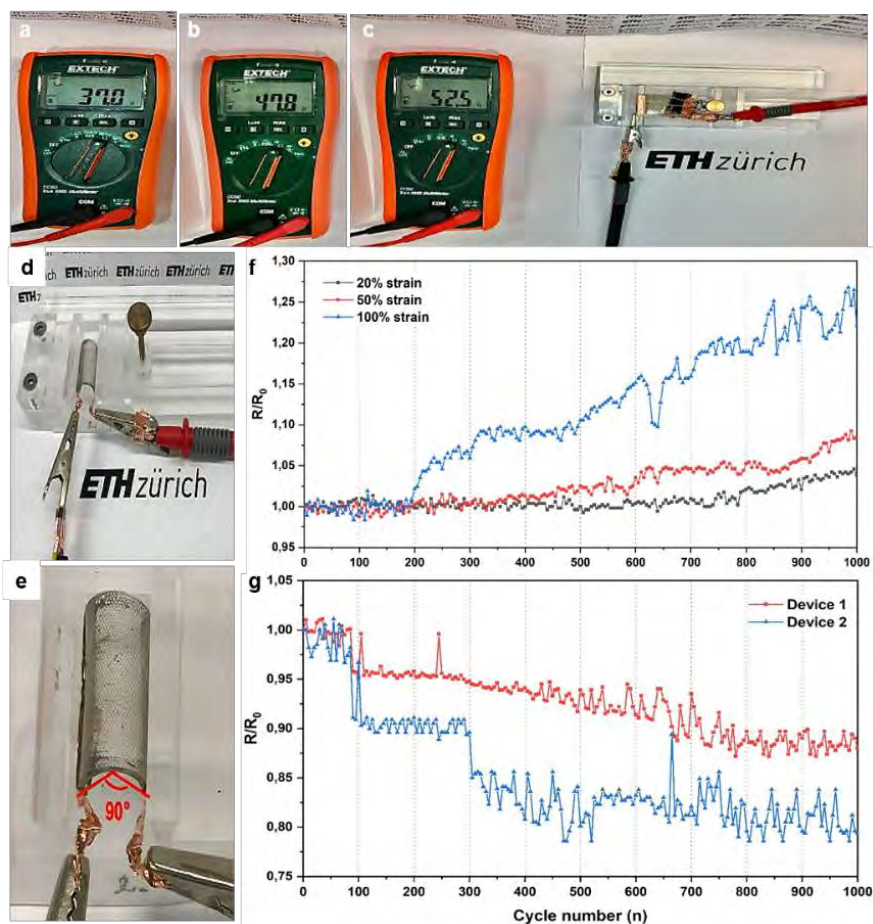 a
b
c
EXTECH
EXTECH
EXTECH
37.0
47.8
52.5
COM
COM
COM
ETH zürich
d
ETH zürich ETH zürich ETH zürich ETH
ETH zürich
e
90°
f
1,30
1,25
1,20
1,15
1,10
1,05
1,00
0,95
R/R0
20% strain
50% strain
100% strain
0 100 200 300 400 500 600 700 800 900 1000
g
1,05
1,00
0,95
0,90
0,85
0,80
0,75
R/R0
Device 1
Device 2
0 100 200 300 400 500 600 700 800 900 1000
Cycle number (n)